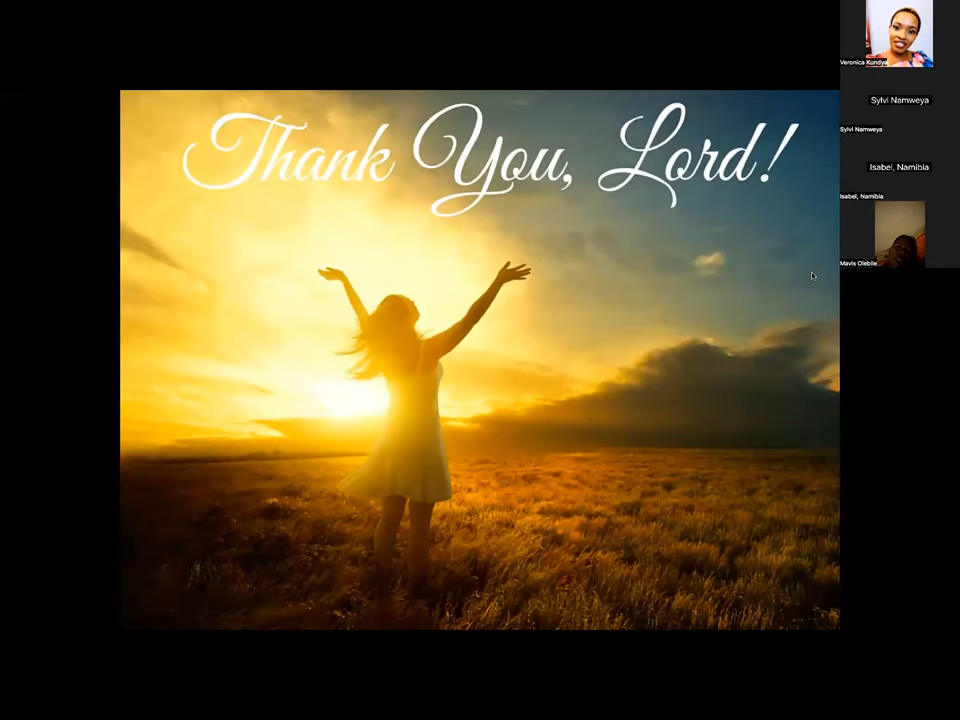 Thank You, Lord!
Veronica Kundya
Sylvi Namweya
Sylvi Namweya
Isabel, Namibia
Isabel, Namibia
Mavis Olebile